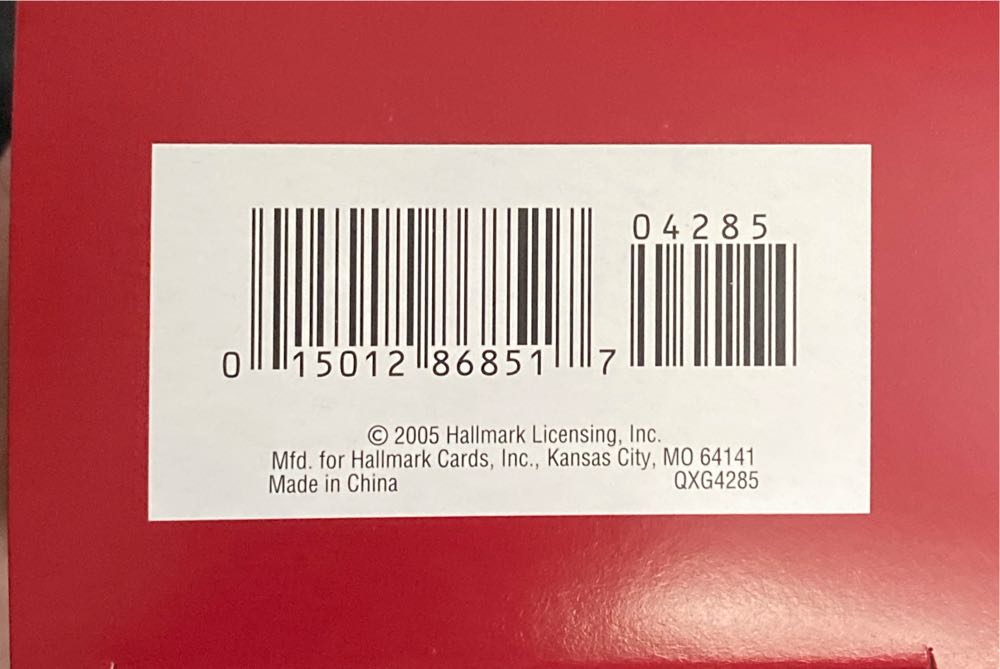 04285
0 15012 86851 7
© 2005 Hallmark Licensing, Inc.
Mfd. for Hallmark Cards, Inc., Kansas City, MO 64141
Made in China QXG4285